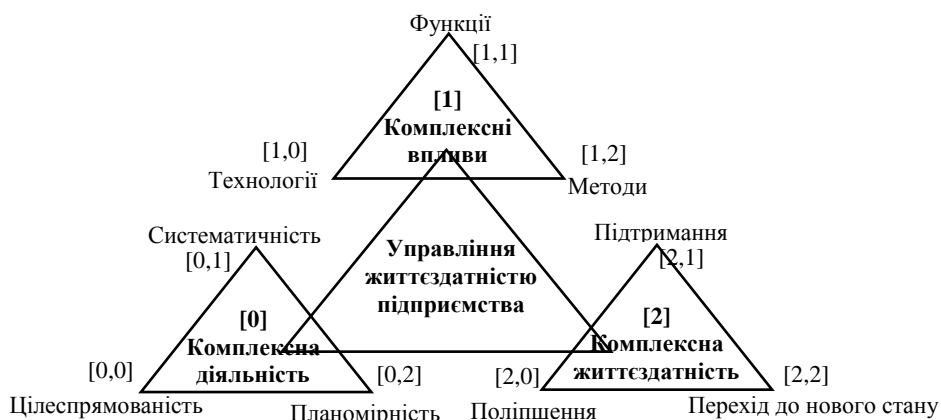 Функції
[1,1]
[1]
Комплексні
впливи
[1,0]
Технології
[1,2]
Методи
Систематичність
[0,1]
Управління
життєздатністю
підприємства
Підтримання
[2,1]
[0]
Комплексна
діяльність
[2]
Комплексна
життєздатність
[0,0]
Цілеспрямованість
[0,2]
Планомірність
[2,0]
Поліпшення
[2,2]
Перехід до нового стану